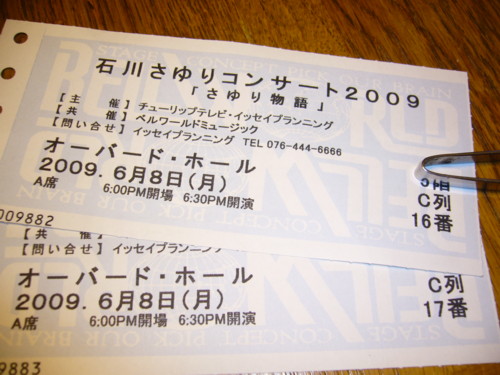 石川さゆりコンサート2009
「さゆり物語」
【主 催】チューリップテレビ・イッセイプランニング
【共 催】ベルワールドミュージック
【問い合せ】イッセイプランニング TEL 076-444-6666
オーバード・ホール
2009. 6月8日(月)
A席 6:00PM開場 6:30PM開演
階
C列
16番
009882
【共 催】
【問い合せ】イッセイプランニング
オーバード・ホール
2009. 6月8日(月)
A席 6:00PM開場 6:30PM開演
C列
17番
9883
STAGE CONCEPT PICK OUR BRAIN